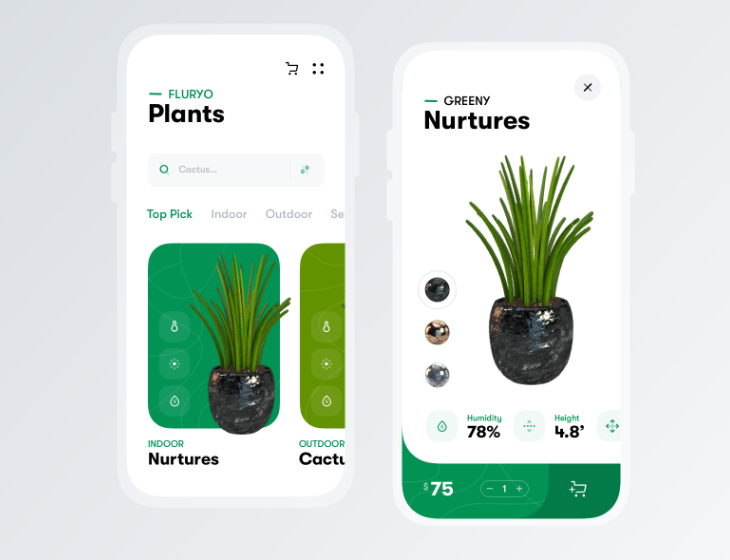 FLURYO
Plants
Cactus...
Top Pick Indoor Outdoor Se
INDOOR
Nurtures
OUTDOOR
Cactu
GREENY
Nurtures
Humidity
78%
Height
4.8’
$75
− 1 +